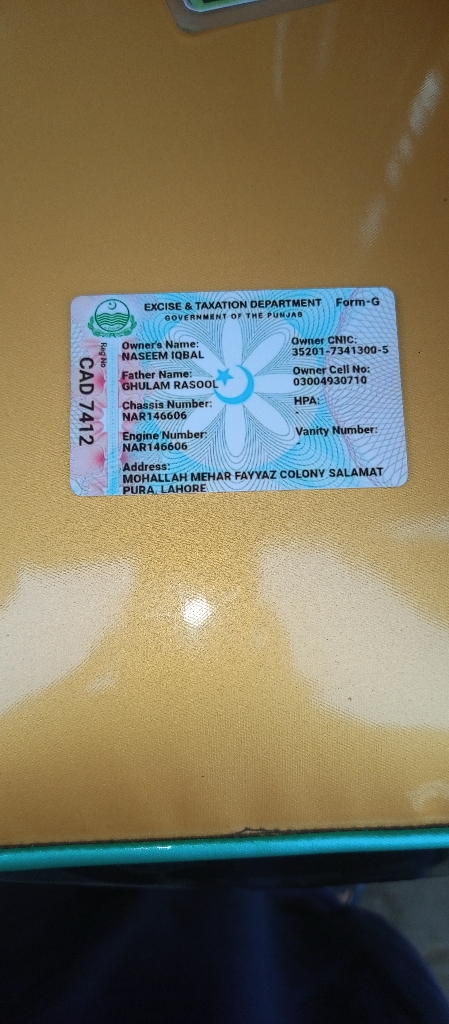 EXCISE & TAXATION DEPARTMENT Form-G
GOVERNMENT OF THE PUNJAB
Reg No
CAD 7412
Owner's Name:
NASEEM IQBAL
Father Name:
GHULAM RASOOL
Chassis Number:
NAR146606
Engine Number:
NAR146606
Address:
MOHALLAH MEHAR FAYYAZ COLONY SALAMAT
PURA, LAHORE
Owner CNIC:
35201-7341300-5
Owner Cell No:
03004930710
HPA:
-
Vanity Number:
-